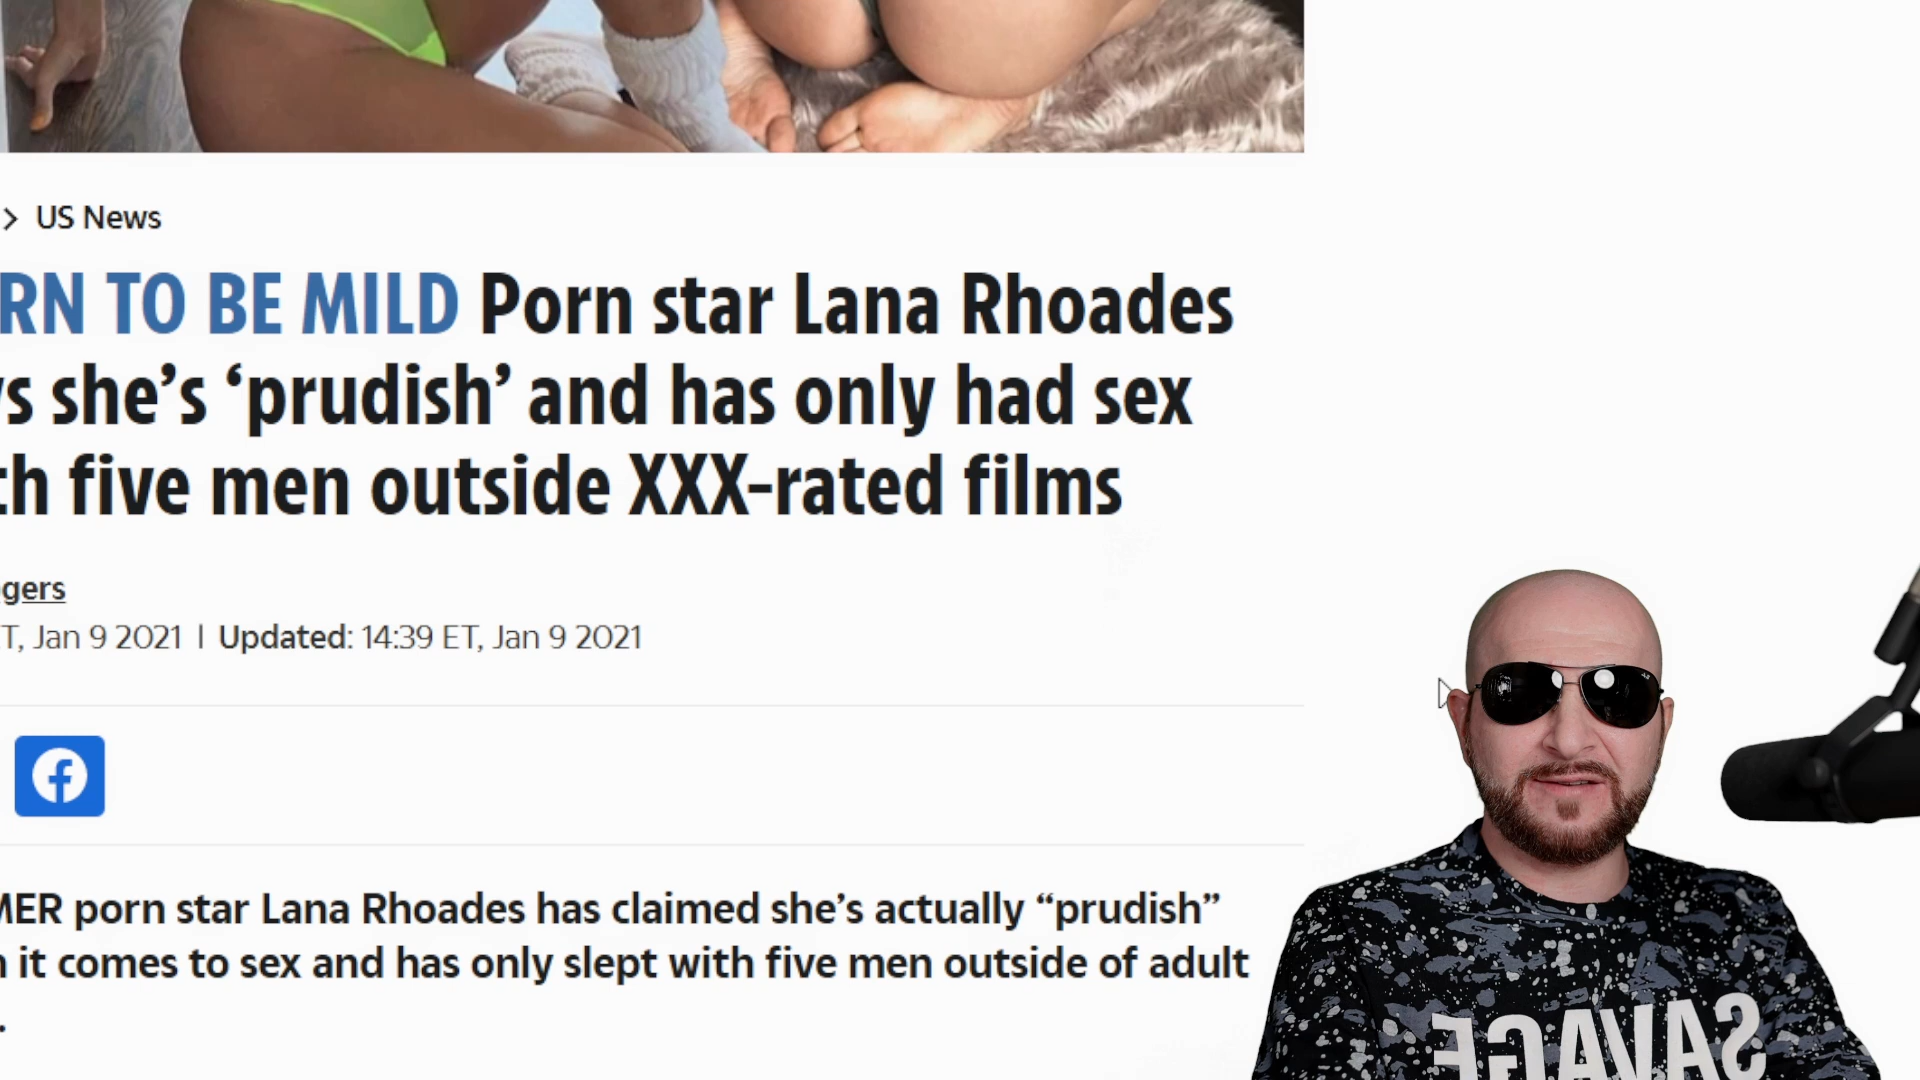 > US News
RN TO BE MILD Porn star Lana Rhoades
s she’s ‘prudish’ and has only had sex
th five men outside XXX-rated films
gers
T, Jan 9 2021 | Updated: 14:39 ET, Jan 9 2021
MER porn star Lana Rhoades has claimed she’s actually “prudish”
it comes to sex and has only slept with five men outside of adult
.
SAVAGE